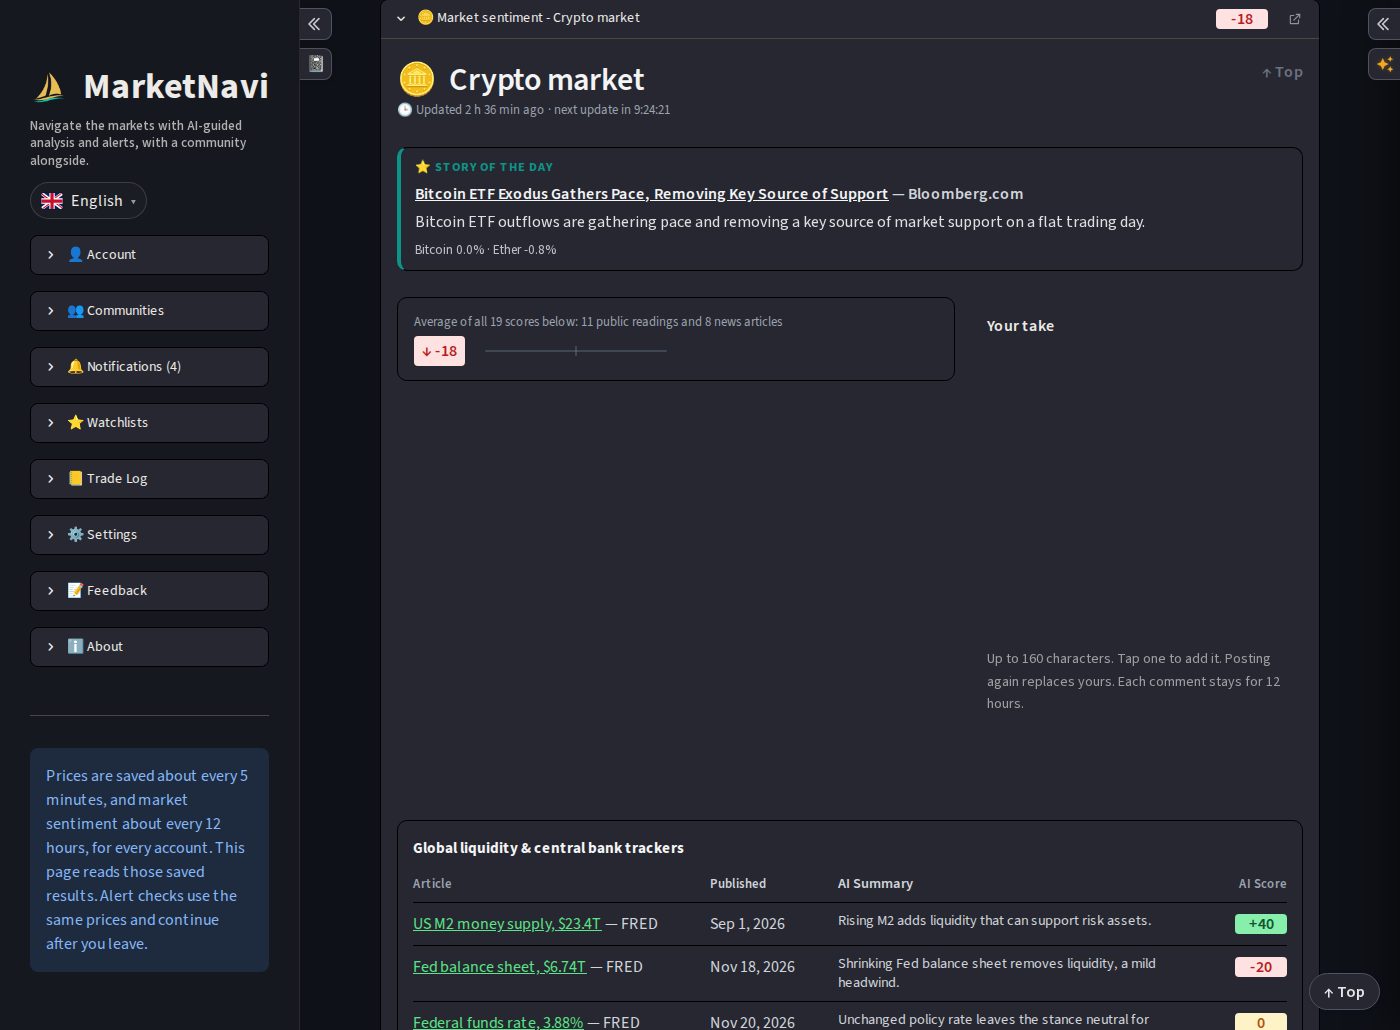 MarketNavi
Navigate the markets with AI-guided
analysis and alerts, with a community
alongside.
English
Account
Communities
Notifications (4)
Watchlists
Trade Log
Settings
Feedback
About
Prices are saved about every 5
minutes, and market
sentiment about every 12
hours, for every account. This
page reads those saved
results. Alert checks use the
same prices and continue
after you leave.
Market sentiment - Crypto market
-18
Crypto market
↑ Top
Updated 2 h 36 min ago · next update in 9:24:21
STORY OF THE DAY
Bitcoin ETF Exodus Gathers Pace, Removing Key Source of Support — Bloomberg.com
Bitcoin ETF outflows are gathering pace and removing a key source of market support on a flat trading day.
Bitcoin 0.0% · Ether -0.8%
Average of all 19 scores below: 11 public readings and 8 news articles
↓ -18
Your take
Up to 160 characters. Tap one to add it. Posting
again replaces yours. Each comment stays for 12
hours.
Global liquidity & central bank trackers
Article Published AI Summary AI Score
US M2 money supply, $23.4T — FRED Sep 1, 2026 Rising M2 adds liquidity that can support risk assets. +40
Fed balance sheet, $6.74T — FRED Nov 18, 2026 Shrinking Fed balance sheet removes liquidity, a mild
headwind. -20
Federal funds rate, 3.88% — FRED Nov 20, 2026 Unchanged policy rate leaves the stance neutral for 0
↑ Top